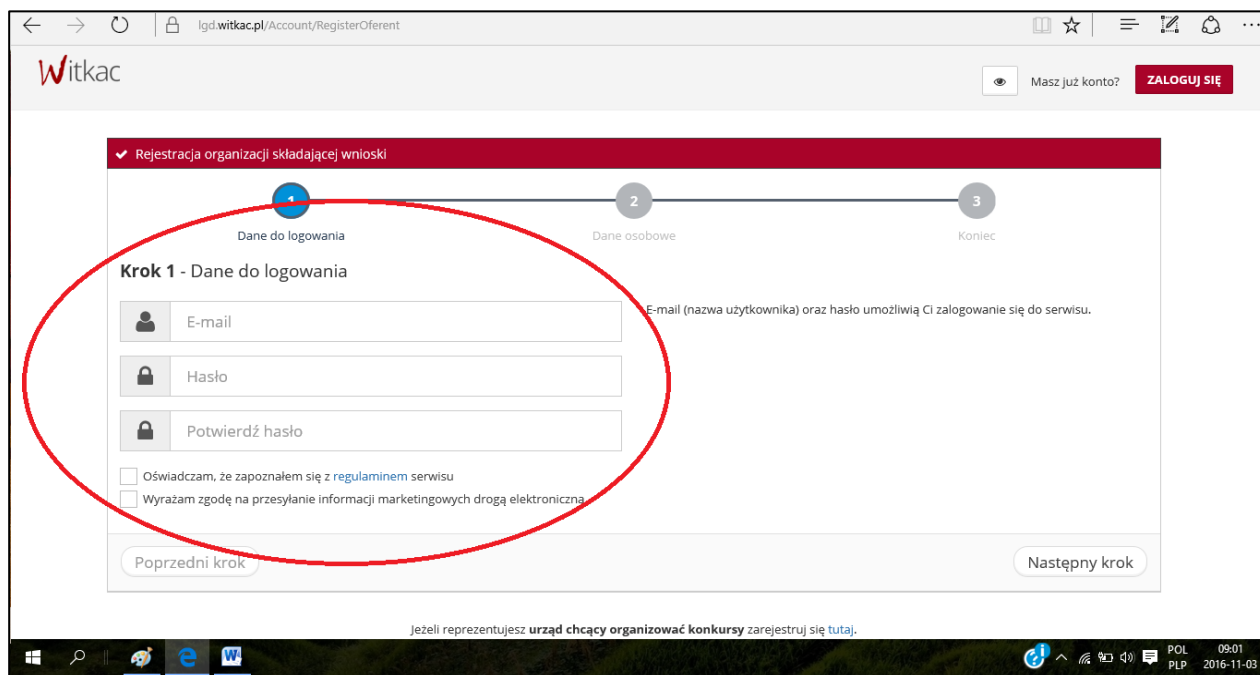 lgd.witkac.pl/Account/RegisterOferent
Witkac
Masz już konto?
ZALOGUJ SIĘ
Rejestracja organizacji składającej wnioski
1
2
3
Dane do logowania
Dane osobowe
Koniec
Krok 1 - Dane do logowania
E-mail
E-mail (nazwa użytkownika) oraz hasło umożliwią Ci zalogowanie się do serwisu.
Hasło
Potwierdź hasło
Oświadczam, że zapoznałem się z regulaminem serwisu
Wyrażam zgodę na przesyłanie informacji marketingowych drogą elektroniczną
Poprzedni krok
Następny krok
Jeżeli reprezentujesz urząd chcący organizować konkursy zarejestruj się tutaj.
POL
PLP
09:01
2016-11-03